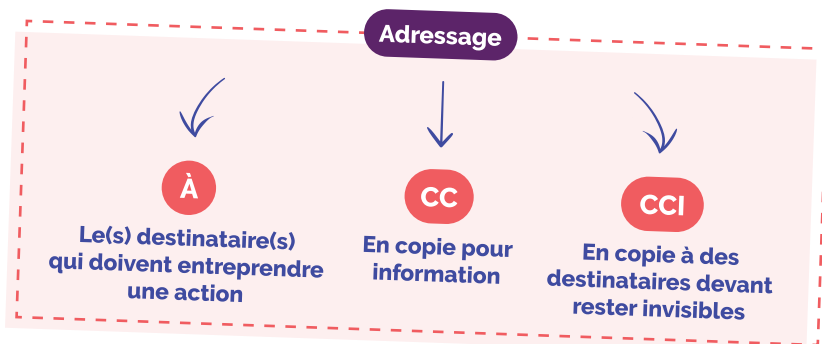 Adressage
À
Le(s) destinataire(s)
qui doivent entreprendre
une action
CC
En copie pour
information
CCI
En copie à des
destinataires devant
rester invisibles